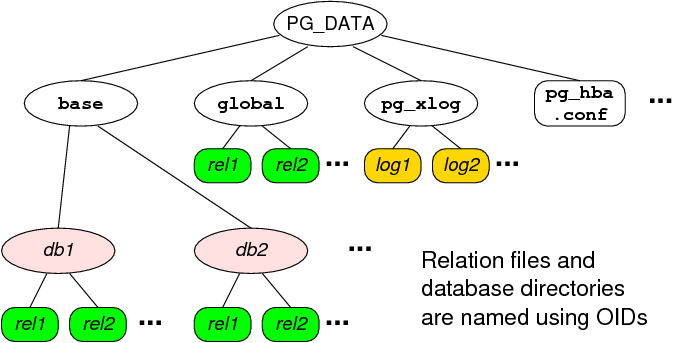 PG_DATA
base
global
pg_xlog
pg_hba
.conf
...
rel1
rel2
...
log1
log2
...
db1
db2
...
Relation files and
database directories
are named using OIDs
rel1
rel2
...
rel1
rel2
...